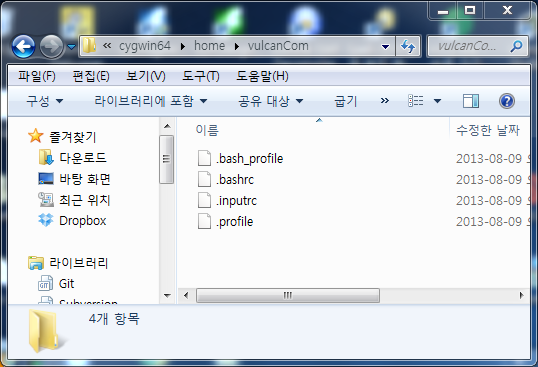 « cygwin64 ▸ home ▸ vulcanCom
vulcanCo...
파일(F) 편집(E) 보기(V) 도구(T) 도움말(H)
구성 라이브러리에 포함 공유 대상 굽기 »
즐겨찾기
다운로드
바탕 화면
최근 위치
Dropbox
라이브러리
Git
Subversion
이름 수정한 날짜
.bash_profile 2013-08-09
.bashrc 2013-08-09
.inputrc 2013-08-09
.profile 2013-08-09
4개 항목